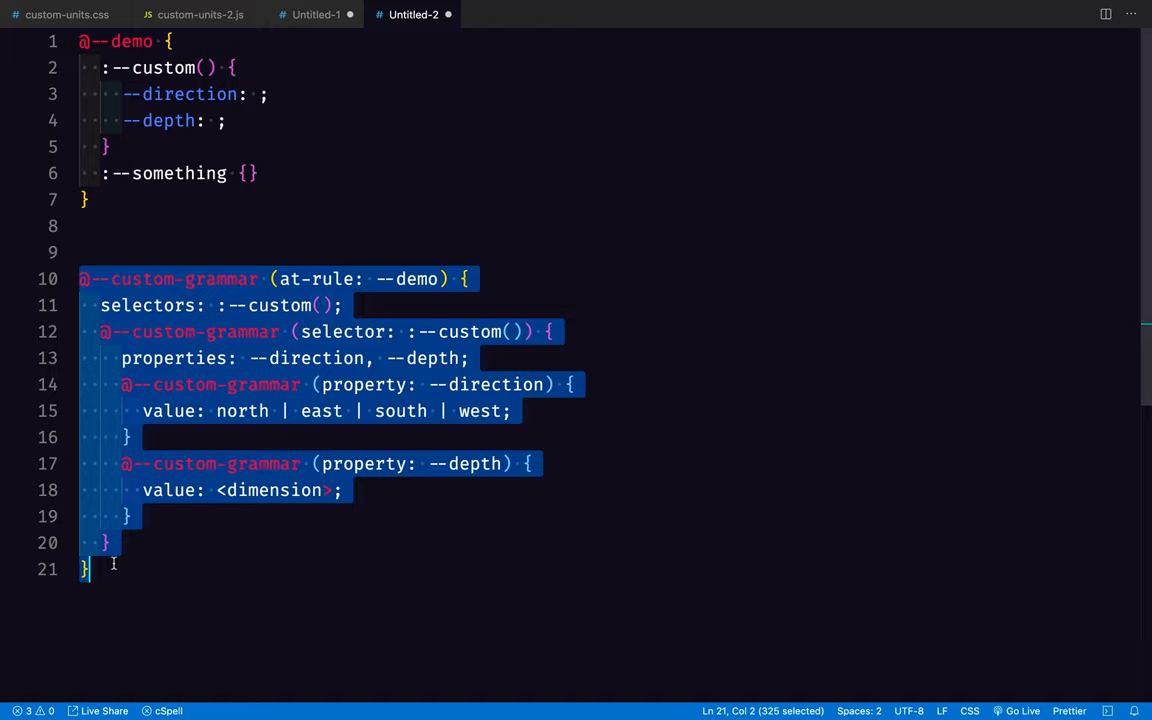 custom-units.css JS custom-units-2.js # Untitled-1 # Untitled-2
1 @--demo {
2 :--custom() {
3 --direction: ;
4 --depth: ;
5 }
6 :--something {}
7 }
8
9
10 @--custom-grammar (at-rule: --demo) {
11 selectors: :--custom();
12 @--custom-grammar (selector: :--custom()) {
13 properties: --direction, --depth;
14 @--custom-grammar (property: --direction) {
15 value: north | east | south | west;
16 }
17 @--custom-grammar (property: --depth) {
18 value: <dimension>;
19 }
20 }
21 }
3 0 Live Share cSpell Ln 21, Col 2 (325 selected) Spaces: 2 UTF-8 LF CSS Go Live Prettier